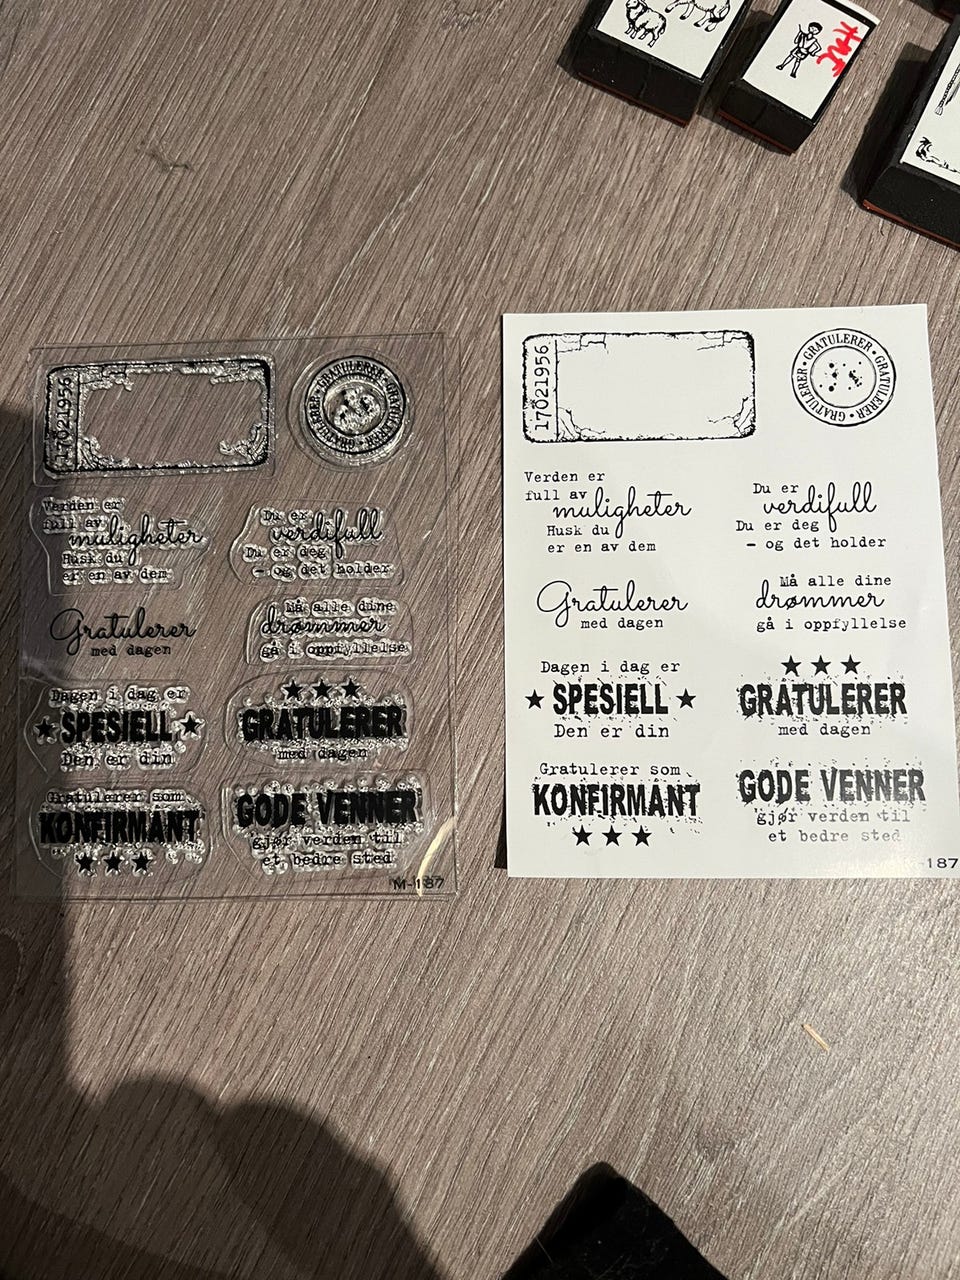 17021956
GRATULERER • GRATULERER • GRATULERER •
Verden er
full av
muligheter
Husk du
er en av dem
Du er
verdifull
Du er deg
- og det holder
Gratulerer
med dagen
Må alle dine
drømmer
gå i oppfyllelse
Dagen i dag er
★ SPESIELL ★
Den er din
★ ★ ★
GRATULERER
med dagen
Gratulerer som
KONFIRMANT
★ ★ ★
GODE VENNER
gjør verden til
et bedre sted
M-187
17021956
GRATULERER • GRATULERER • GRATULERER •
Verden er
full av
muligheter
Husk du
er en av dem
Du er
verdifull
Du er deg
- og det holder
Gratulerer
med dagen
Må alle dine
drømmer
gå i oppfyllelse
Dagen i dag er
★ SPESIELL ★
Den er din
★ ★ ★
GRATULERER
med dagen
Gratulerer som
KONFIRMANT
★ ★ ★
GODE VENNER
gjør verden til
et bedre sted
-187